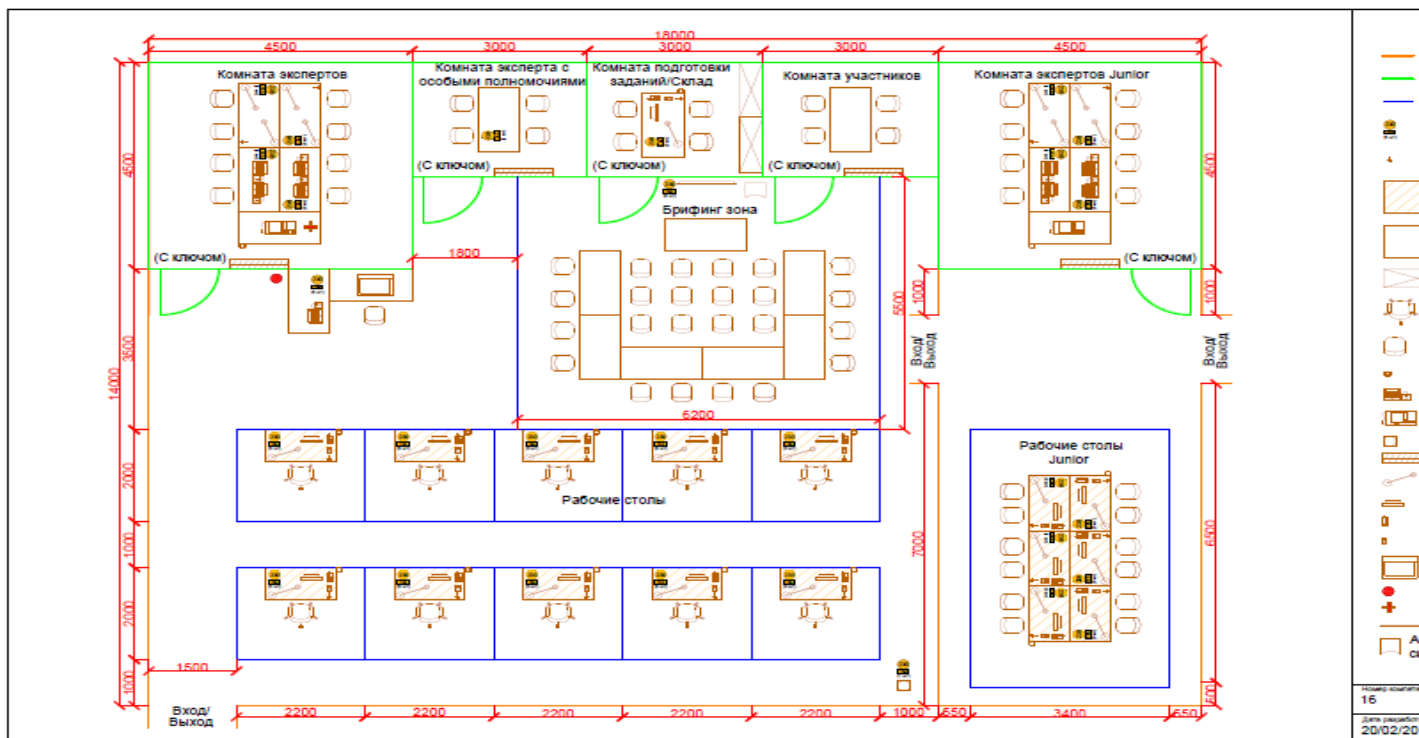 18000
4500
3000
3000
3000
4500
Комната экспертов
Комната эксперта с
особыми полномочиями
Комната подготовки
заданий/Склад
Комната участников
Комната экспертов Junior
4500
4500
(С ключом)
(С ключом)
(С ключом)
(С ключом)
(С ключом)
Брифинг зона
1800
5500
1000
1000
14000
3500
Вход/
Выход
Вход/
Выход
6200
Рабочие столы
Junior
2000
Рабочие столы
1000
7000
6500
2000
1500
1000
500
Вход/
Выход
2200
2200
2200
2200
2200
1000
550
3400
550
16